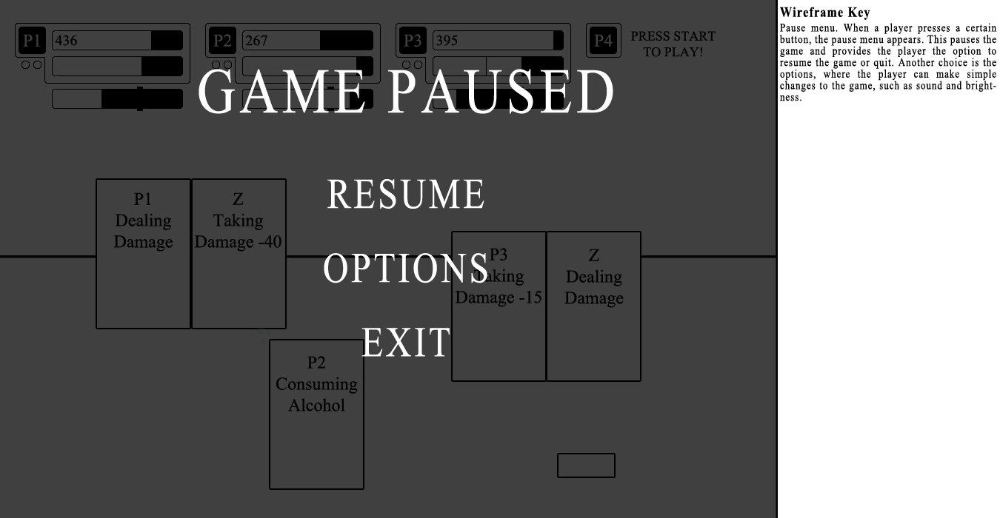 P1 436 P2 267 P3 395 P4 PRESS START
TO PLAY!
GAME PAUSED
RESUME
OPTIONS
EXIT
P1
Dealing
Damage
Z
Taking
Damage -40
P3
Taking
Damage -15
Z
Dealing
Damage
P2
Consuming
Alcohol
Wireframe Key
Pause menu. When a player presses a certain
button, the pause menu appears. This pauses the
game and provides the player the option to
resume the game or quit. Another choice is the
options, where the player can make simple
changes to the game, such as sound and bright-
ness.